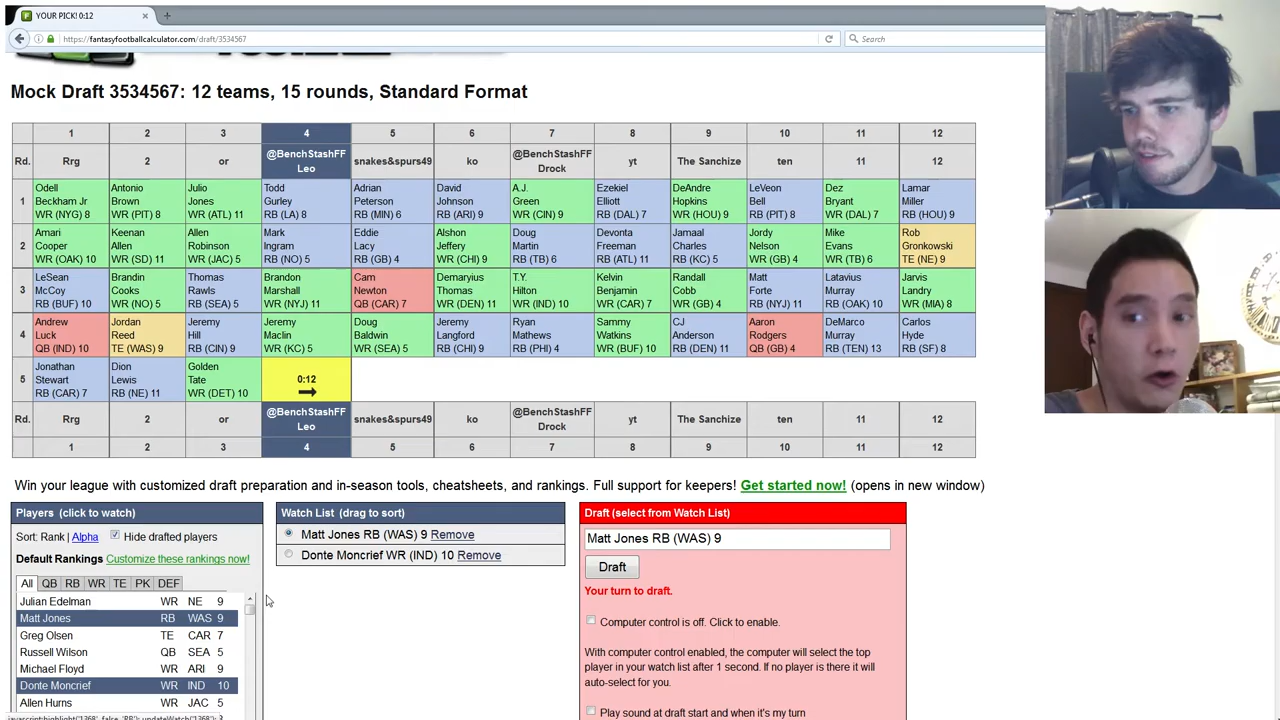 YOUR PICK! 0:12
https://fantasyfootballcalculator.com/draft/3534567
Search
Mock Draft 3534567: 12 teams, 15 rounds, Standard Format
1 2 3 4 5 6 7 8 9 10 11 12
Rd. Rrg 2 or @BenchStashFF Leo snakes&spurs49 ko @BenchStashFF Drock yt The Sanchize ten 11 12
1
Odell Antonio Julio Todd Adrian David A.J. Ezekiel DeAndre LeVeon Dez Lamar
Beckham Jr Brown Jones Gurley Peterson Johnson Green Elliott Hopkins Bell Bryant Miller
WR (NYG) 8 WR (PIT) 8 WR (ATL) 11 RB (LA) 8 RB (MIN) 6 RB (ARI) 9 WR (CIN) 9 RB (DAL) 7 WR (HOU) 9 RB (PIT) 8 WR (DAL) 7 RB (HOU) 9
2
Amari Keenan Allen Mark Eddie Alshon Doug Devonta Jamaal Jordy Mike Rob
Cooper Allen Robinson Ingram Lacy Jeffery Martin Freeman Charles Nelson Evans Gronkowski
WR (OAK) 10 WR (SD) 11 WR (JAC) 5 RB (NO) 5 RB (GB) 4 WR (CHI) 9 RB (TB) 6 RB (ATL) 11 RB (KC) 5 WR (GB) 4 WR (TB) 6 TE (NE) 9
3
LeSean Brandin Thomas Brandon Cam Demaryius T.Y. Kelvin Randall Matt Latavius Jarvis
McCoy Cooks Rawls Marshall Newton Thomas Hilton Benjamin Cobb Forte Murray Landry
RB (BUF) 10 WR (NO) 5 RB (SEA) 5 WR (NYJ) 11 QB (CAR) 7 WR (DEN) 11 WR (IND) 10 WR (CAR) 7 WR (GB) 4 RB (NYJ) 11 RB (OAK) 10 WR (MIA) 8
4
Andrew Jordan Jeremy Jeremy Doug Jeremy Ryan Sammy CJ Aaron DeMarco Carlos
Luck Reed Hill Maclin Baldwin Langford Mathews Watkins Anderson Rodgers Murray Hyde
QB (IND) 10 TE (WAS) 9 RB (CIN) 9 WR (KC) 5 WR (SEA) 5 RB (CHI) 9 RB (PHI) 4 WR (BUF) 10 RB (DEN) 11 QB (GB) 4 RB (TEN) 13 RB (SF) 8
5
Jonathan Dion Golden
Stewart Lewis Tate 0:12
RB (CAR) 7 RB (NE) 11 WR (DET) 10
Rd. Rrg 2 or @BenchStashFF Leo snakes&spurs49 ko @BenchStashFF Drock yt The Sanchize ten 11 12
1 2 3 4 5 6 7 8 9 10 11 12
Win your league with customized draft preparation and in-season tools, cheatsheets, and rankings. Full support for keepers! Get started now! (opens in new window)
Players (click to watch)
Sort: Rank | Alpha Hide drafted players
Default Rankings Customize these rankings now!
All QB RB WR TE PK DEF
Julian Edelman WR NE 9
Matt Jones RB WAS 9
Greg Olsen TE CAR 7
Russell Wilson QB SEA 5
Michael Floyd WR ARI 9
Donte Moncrief WR IND 10
Allen Hurns WR JAC 5
Watch List (drag to sort)
Matt Jones RB (WAS) 9 Remove
Donte Moncrief WR (IND) 10 Remove
Draft (select from Watch List)
Matt Jones RB (WAS) 9
Draft
Your turn to draft.
Computer control is off. Click to enable.
With computer control enabled, the computer will select the top
player in your watch list after 1 second. If no player is there it will
auto-select for you.
Play sound at draft start and when it's my turn